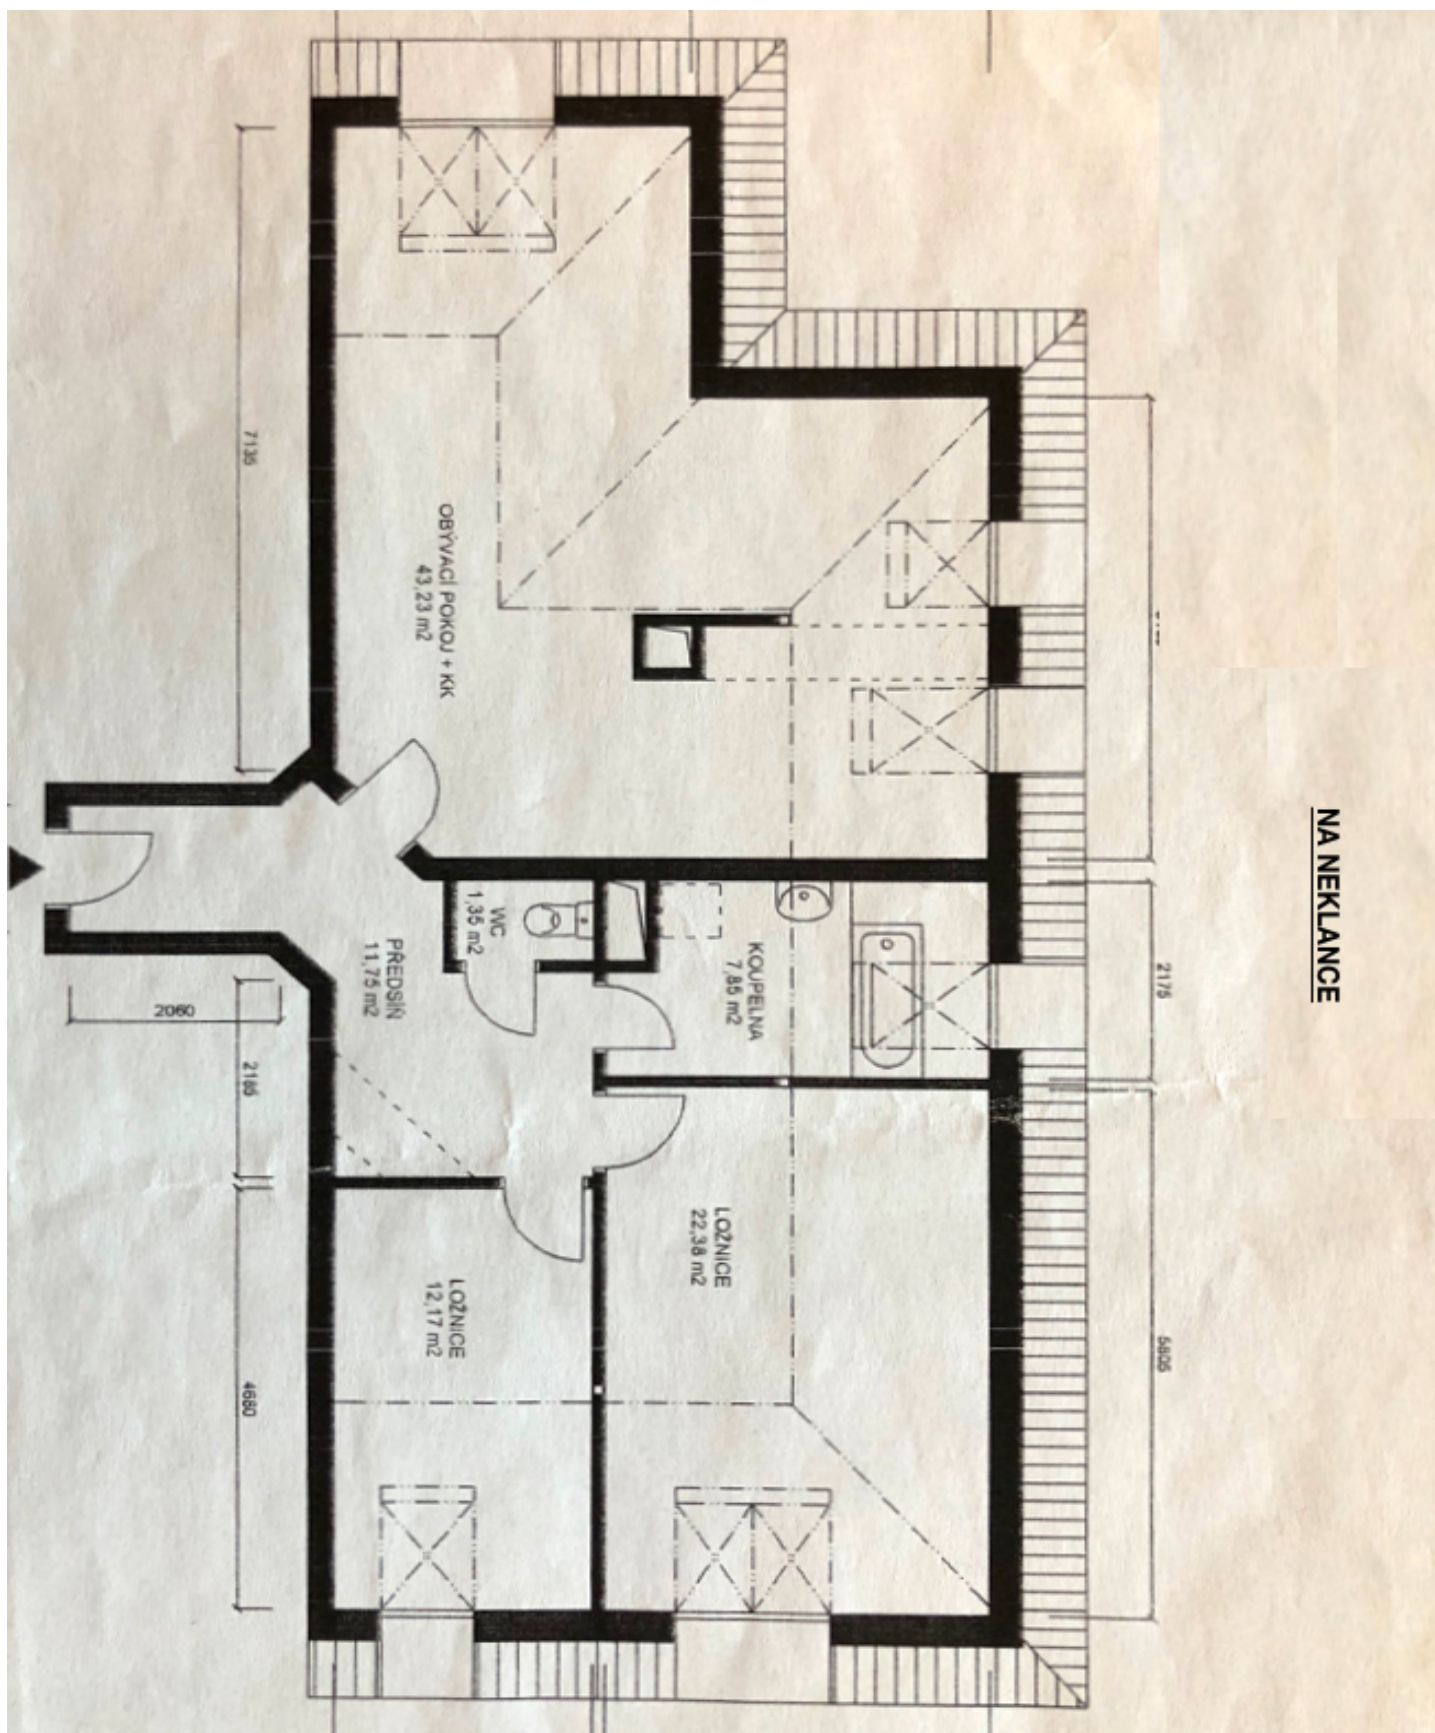 NA NEKLANCE
OBÝVACÍ POKOJ + KK
43,23 m2
7135
WC
1,35 m2
PŘEDSÍŇ
11,75 m2
KOUPELNA
7,85 m2
2175
2060
2185
LOŽNICE
22,38 m2
LOŽNICE
12,17 m2
5805
4680